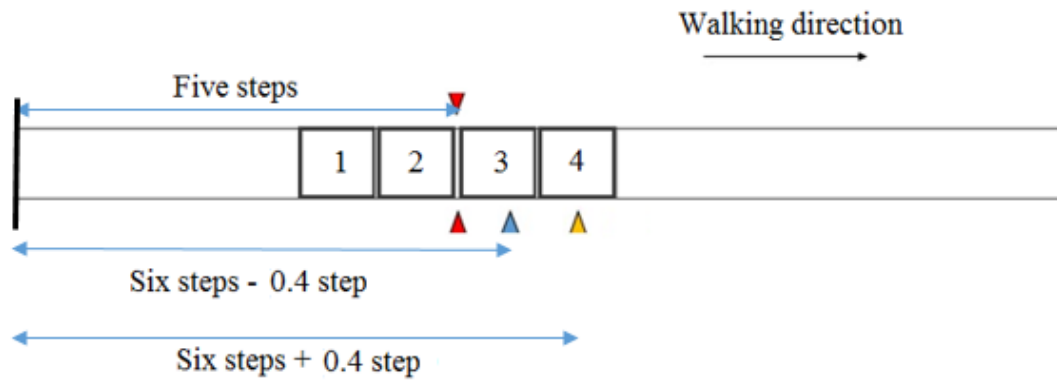 Walking direction
Five steps
1 2 3 4
Six steps - 0.4 step
Six steps + 0.4 step